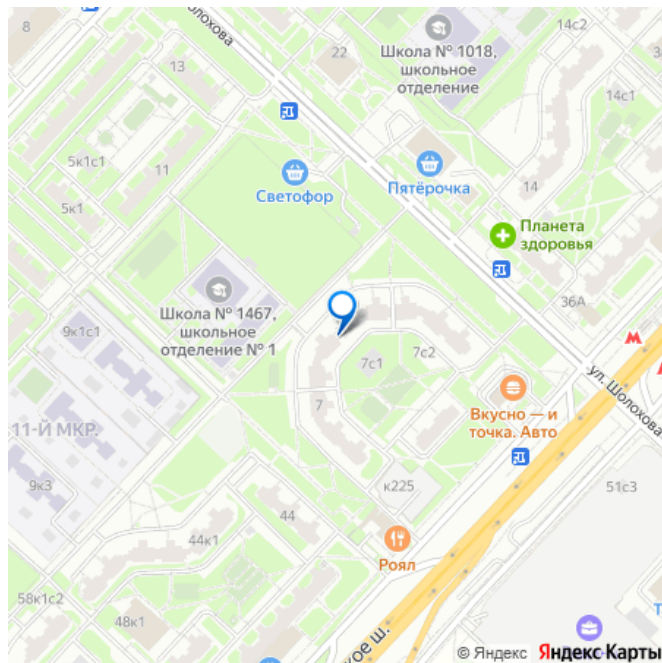 8
Шолохова
22
14с2
Школа № 1018,
школьное
отделение
13
14с1
5к1с1
11
Светофор
Пятёрочка
14
5к1
Планета
здоровья
36А
Школа № 1467,
школьное
отделение № 1
9к1с1
7с1
7с2
ул. Шолохова
7
Вкусно — и
точка. Авто
11-Й МКР.
9к3
к225
51с3
44
44к1
Роял
58к1с2
48к1
кое ш.
© Яндекс Яндекс Карты